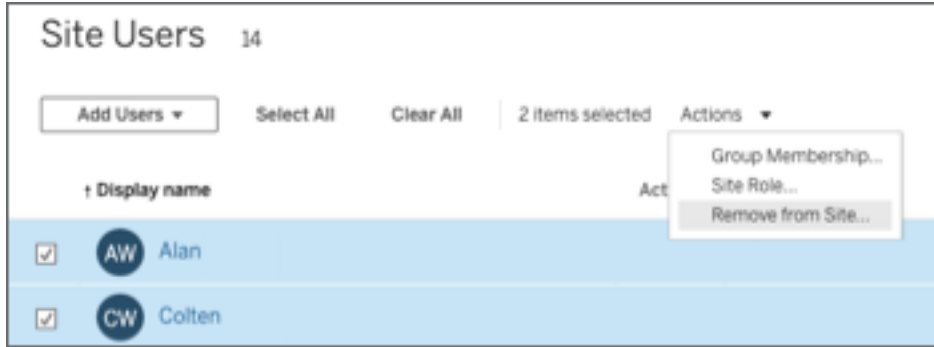 Site Users 14
Add Users ▾ Select All Clear All 2 items selected Actions ▾
Group Membership...
Site Role...
↑ Display name Act
Remove from Site...
AW Alan
CW Colten